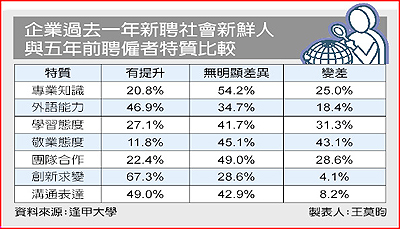 企業過去一年新聘社會新鮮人
與五年前聘僱者特質比較
特質 有提升 無明顯差異 變差
專業知識 20.8% 54.2% 25.0%
外語能力 46.9% 34.7% 18.4%
學習態度 27.1% 41.7% 31.3%
敬業態度 11.8% 45.1% 43.1%
團隊合作 22.4% 49.0% 28.6%
創新求變 67.3% 28.6% 4.1%
溝通表達 49.0% 42.9% 8.2%
資料來源：逢甲大學 製表人：王莫昀